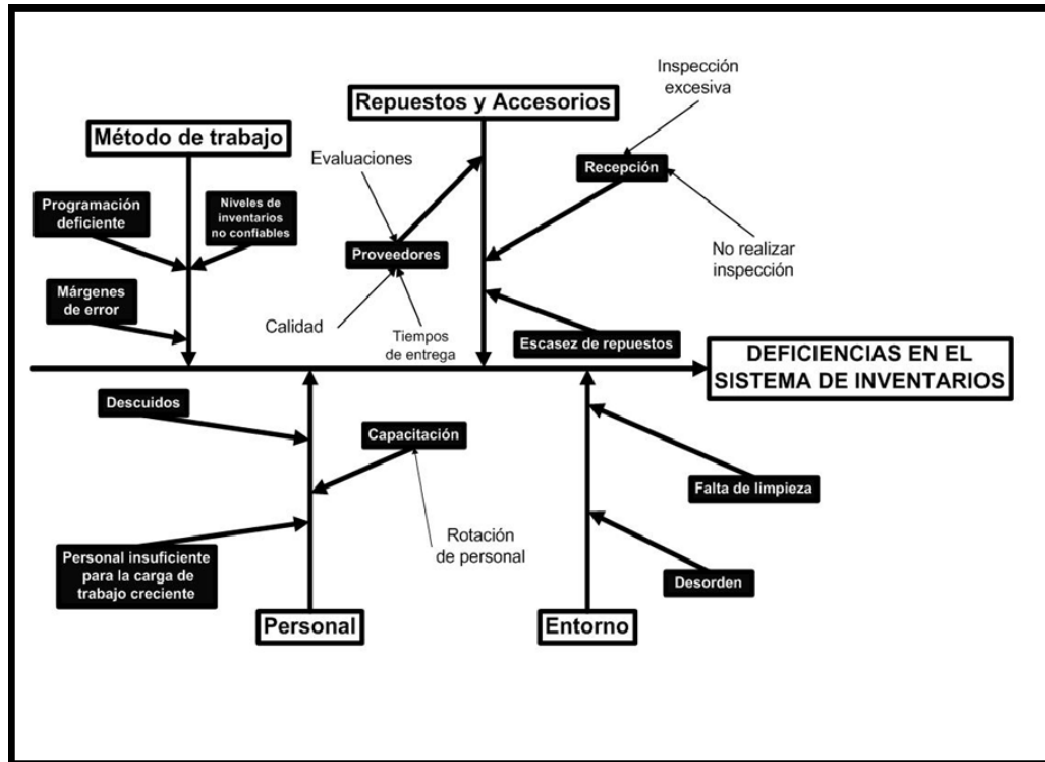 Inspección
excesiva
Repuestos y Accesorios
Método de trabajo
Evaluaciones
Recepción
Programación
deficiente
Niveles de
inventarios
no confiables
Proveedores
No realizar
inspección
Márgenes
de error
Calidad
Tiempos
de entrega
Escasez de repuestos
DEFICIENCIAS EN EL
SISTEMA DE INVENTARIOS
Descuidos
Capacitación
Falta de limpieza
Rotación
de personal
Personal insuficiente
para la carga de
trabajo creciente
Desorden
Personal
Entorno